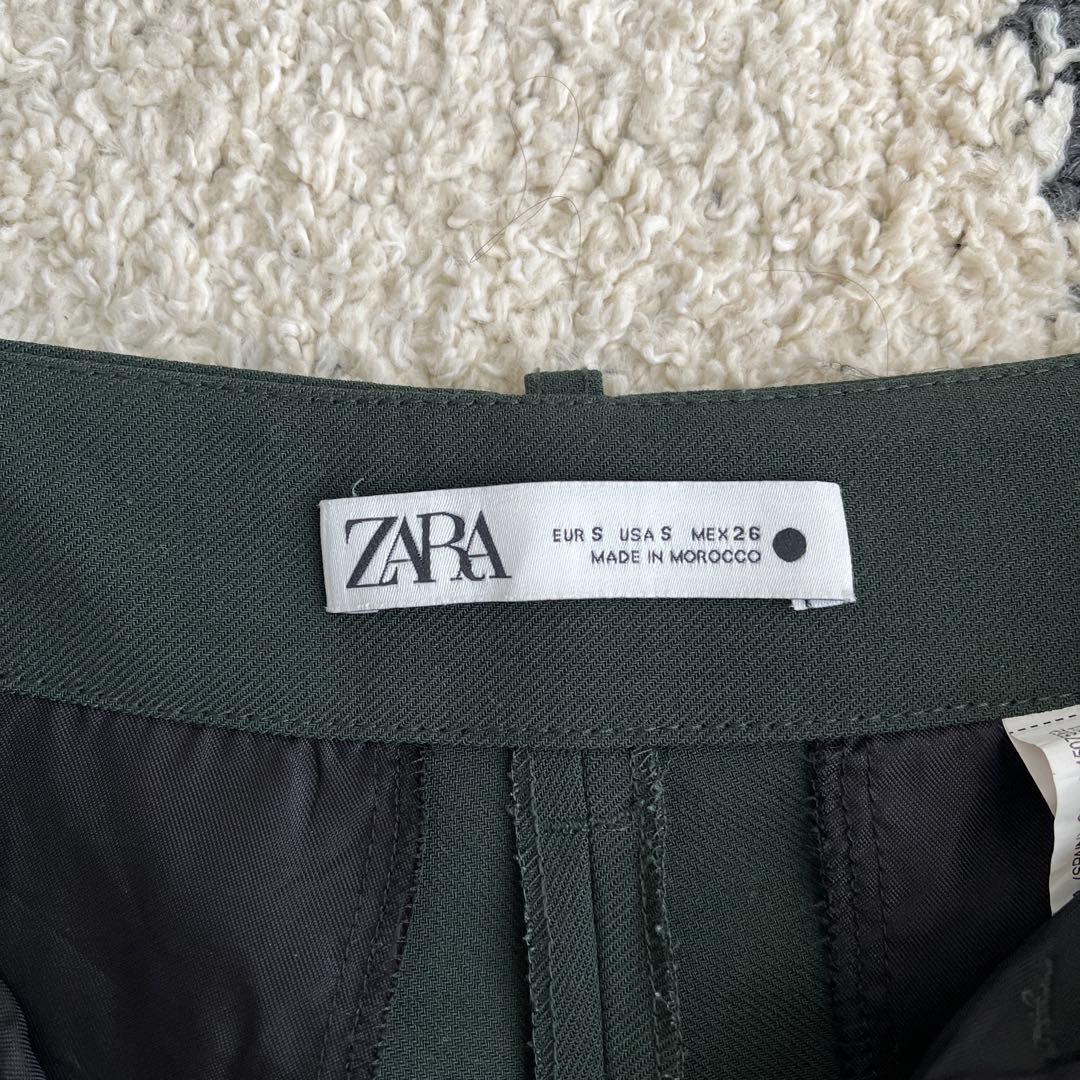 ZARA
EUR S USA S MEX 26
MADE IN MOROCCO